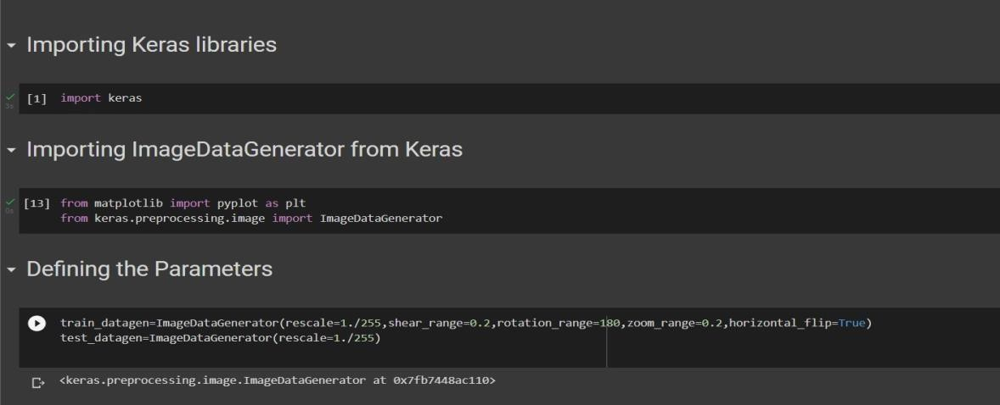 Importing Keras libraries
[1] import keras
3s
Importing ImageDataGenerator from Keras
[13] from matplotlib import pyplot as plt
0s
from keras.preprocessing.image import ImageDataGenerator
Defining the Parameters
train_datagen=ImageDataGenerator(rescale=1./255,shear_range=0.2,rotation_range=180,zoom_range=0.2,horizontal_flip=True)
test_datagen=ImageDataGenerator(rescale=1./255)
<keras.preprocessing.image.ImageDataGenerator at 0x7fb7448ac110>